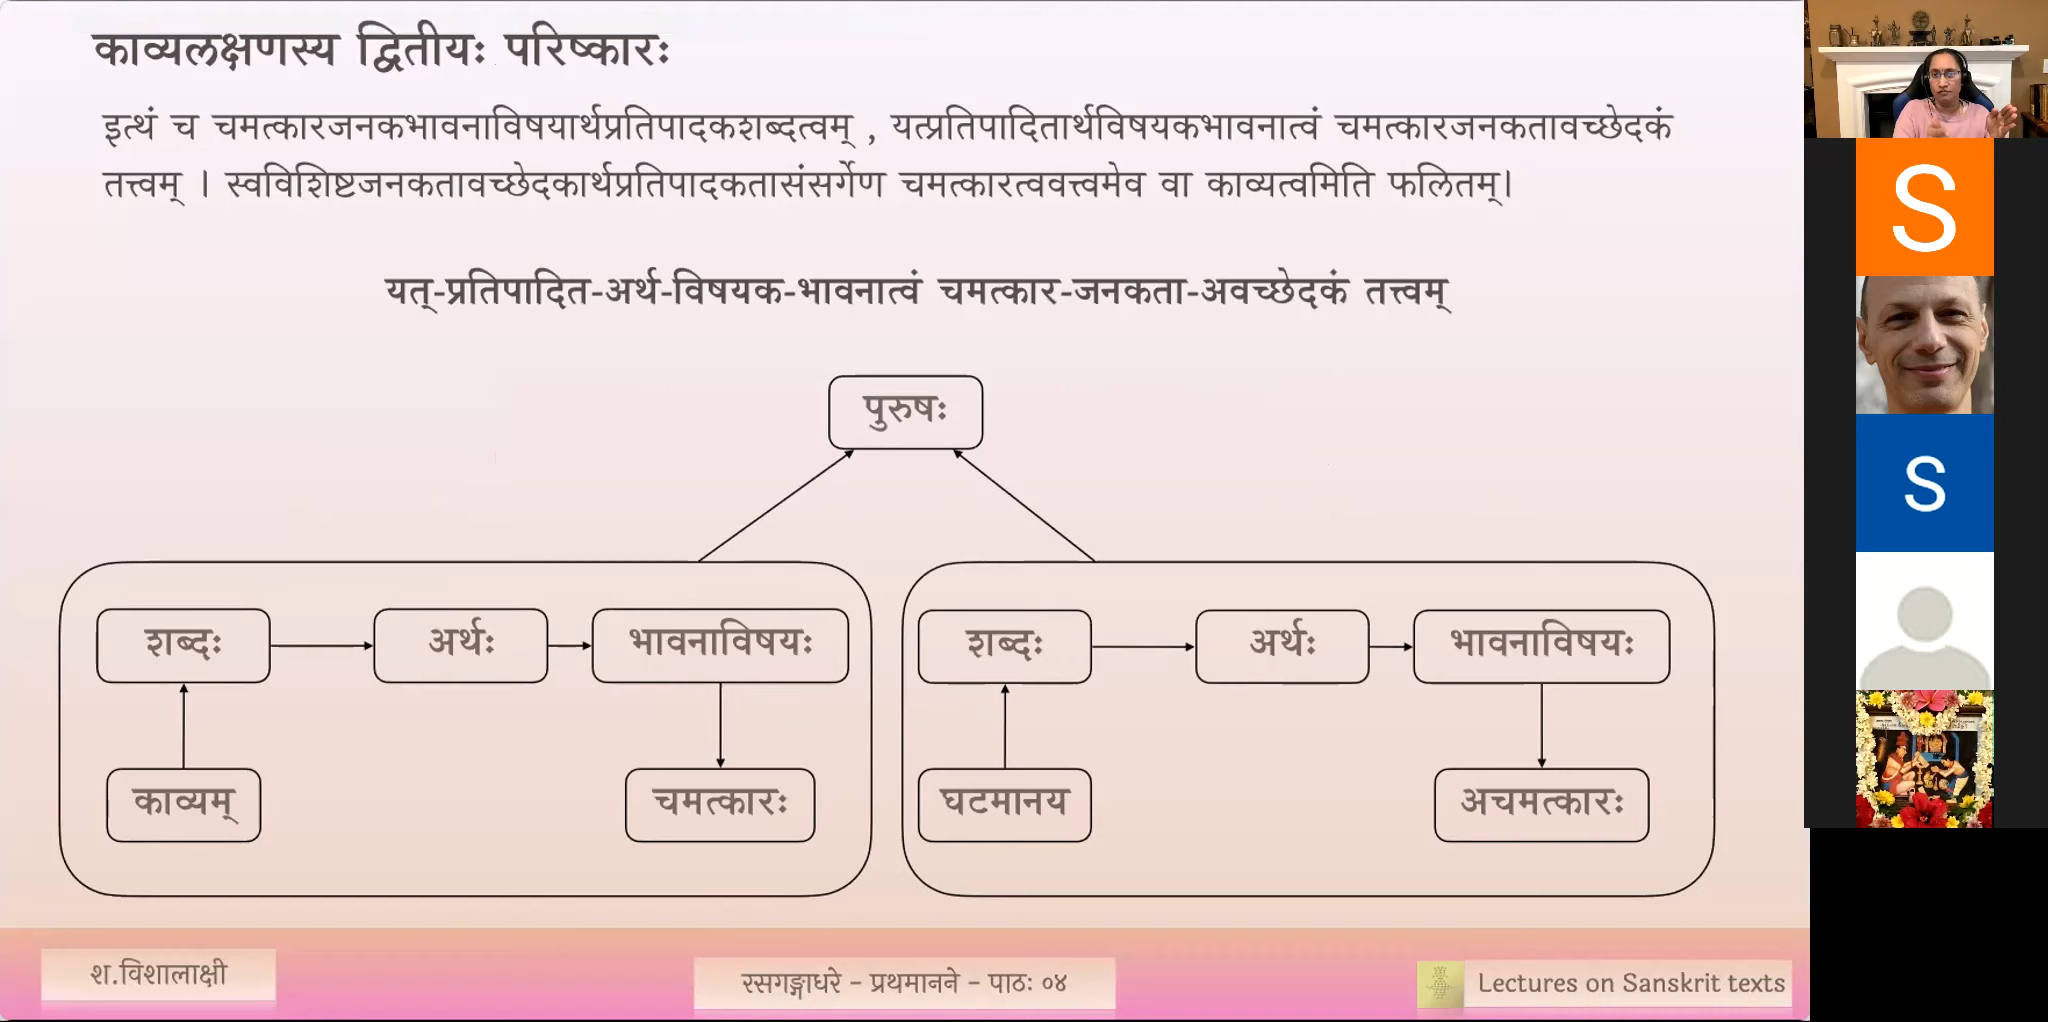 काव्यलक्षणस्य द्वितीयः परिष्कारः
इत्थं च चमत्कारजनकभावनाविषयार्थप्रतिपादकशब्दत्वम् , यत्प्रतिपादितार्थविषयकभावनात्वं चमत्कारजनकतावच्छेदकं
तत्त्वम् । स्वविशिष्टजनकतावच्छेदकार्थप्रतिपादकतासंसर्गेण चमत्कारत्ववत्त्वमेव वा काव्यत्वमिति फलितम्।
यत्-प्रतिपादित-अर्थ-विषयक-भावनात्वं चमत्कार-जनकता-अवच्छेदकं तत्त्वम्
पुरुषः
शब्दः अर्थः भावनाविषयः
काव्यम् चमत्कारः
शब्दः अर्थः भावनाविषयः
घटमानय अचमत्कारः
श.विशालाक्षी
रसगङ्गाधरे – प्रथमानने – पाठः ०४
Lectures on Sanskrit texts
S
S